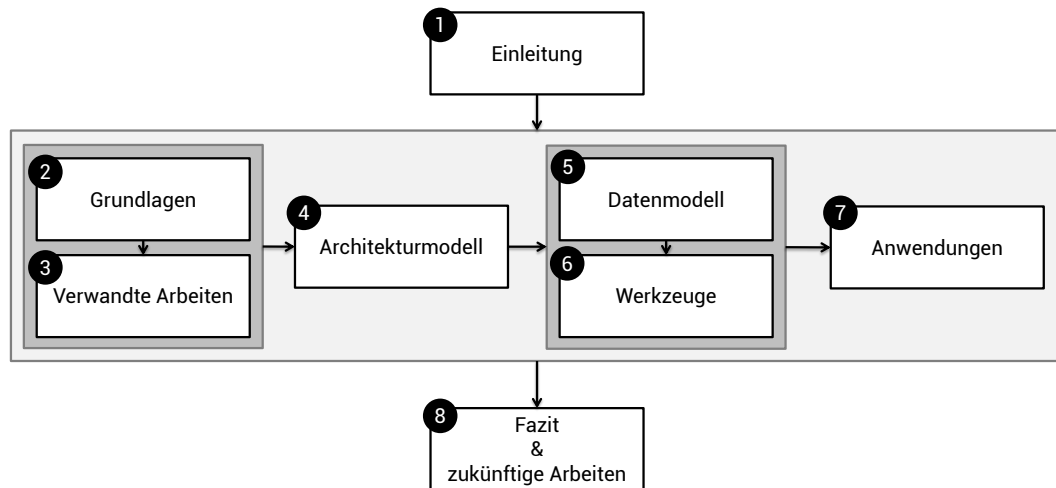 1
Einleitung
2
Grundlagen
3
Verwandte Arbeiten
4
Architekturmodell
5
Datenmodell
6
Werkzeuge
7
Anwendungen
8
Fazit
&
zukünftige Arbeiten